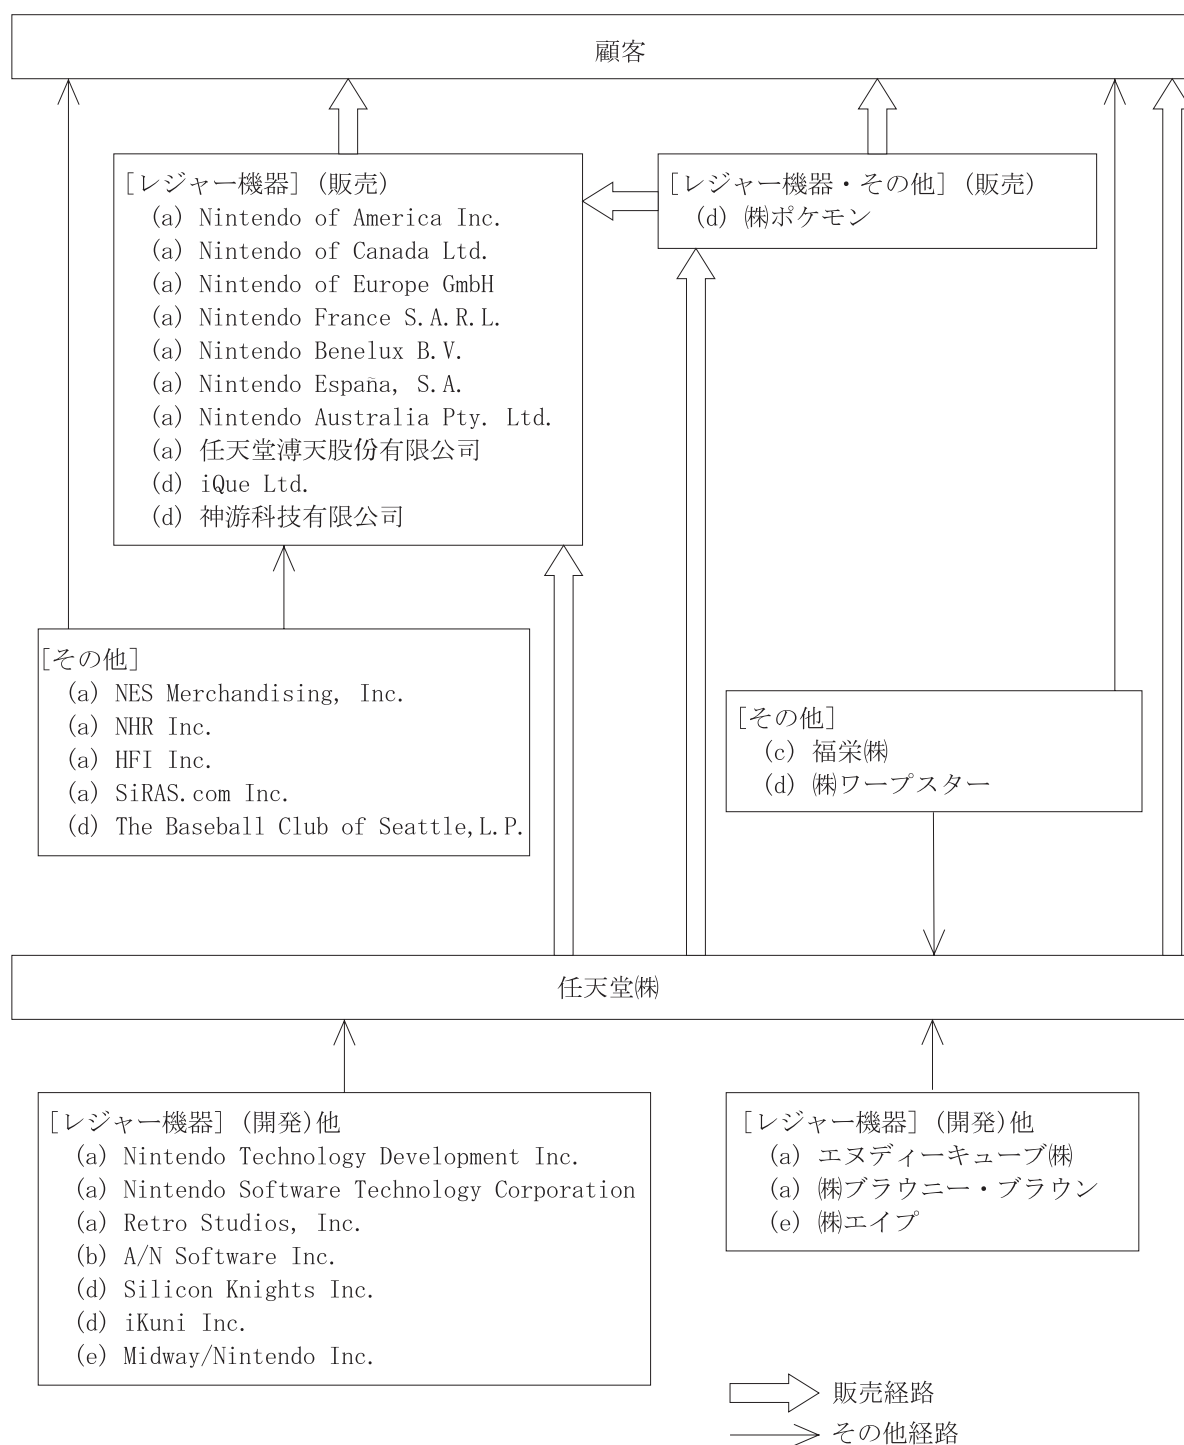 顧客
[レジャー機器] (販売)
(a) Nintendo of America Inc.
(a) Nintendo of Canada Ltd.
(a) Nintendo of Europe GmbH
(a) Nintendo France S.A.R.L.
(a) Nintendo Benelux B.V.
(a) Nintendo España, S.A.
(a) Nintendo Australia Pty. Ltd.
(a) 任天堂溥天股份有限公司
(d) iQue Ltd.
(d) 神游科技有限公司
[レジャー機器・その他] (販売)
(d) ㈱ポケモン
[その他]
(a) NES Merchandising, Inc.
(a) NHR Inc.
(a) HFI Inc.
(a) SiRAS.com Inc.
(d) The Baseball Club of Seattle,L.P.
[その他]
(c) 福栄㈱
(d) ㈱ワープスター
任天堂㈱
[レジャー機器] (開発)他
(a) Nintendo Technology Development Inc.
(a) Nintendo Software Technology Corporation
(a) Retro Studios, Inc.
(b) A/N Software Inc.
(d) Silicon Knights Inc.
(d) iKuni Inc.
(e) Midway/Nintendo Inc.
[レジャー機器] (開発)他
(a) エヌディーキューブ㈱
(a) ㈱ブラウニー・ブラウン
(e) ㈱エイプ
販売経路
その他経路